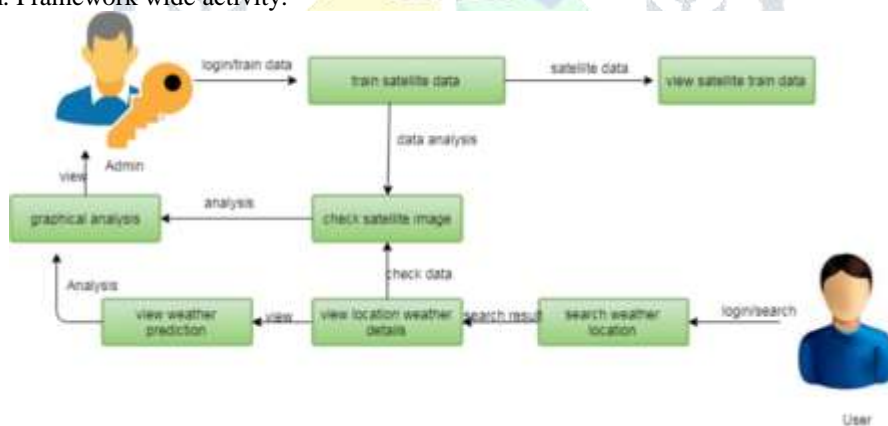 Framework wide activity.
login/train data
train satellite data
satellite data
view satellite train data
data analysis
Admin
view
graphical analysis
analysis
check satellite image
check data
Analysis
view weather
prediction
view
view location weather
details
search result
search weather
location
login/search
User